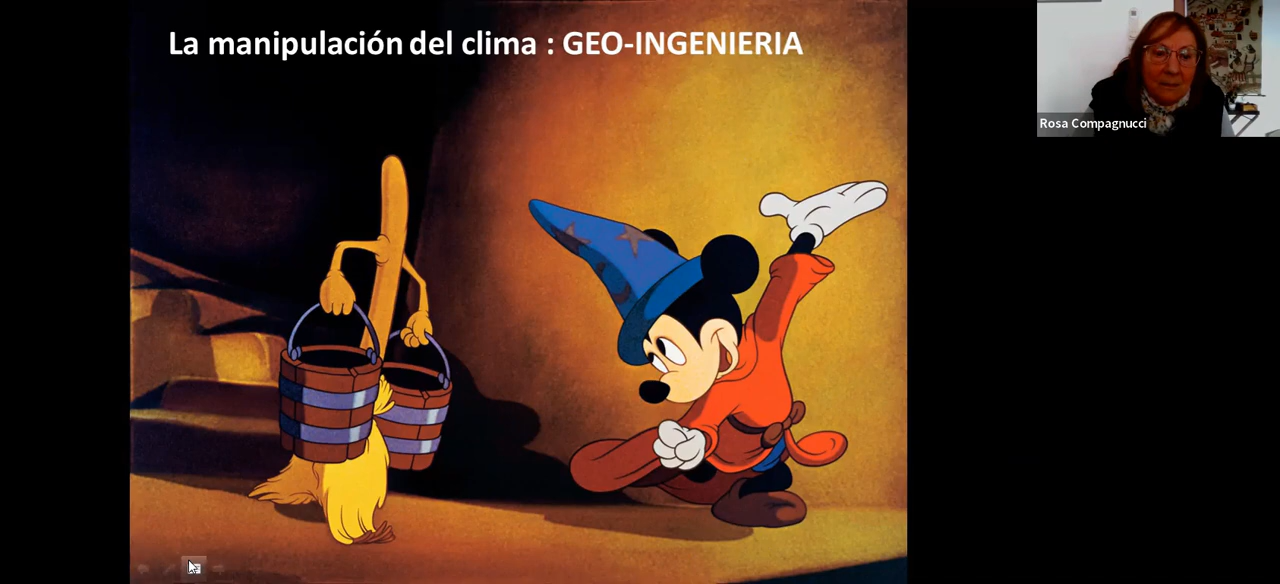 La manipulación del clima : GEO-INGENIERIA
Rosa Compagnucci